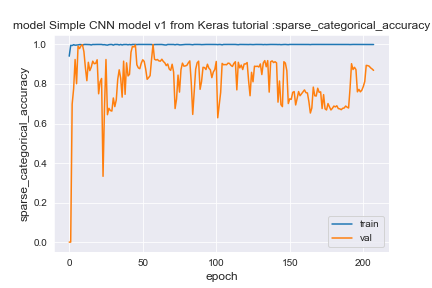 model Simple CNN model v1 from Keras tutorial :sparse_categorical_accuracy
1.0
0.8
0.6
0.4
0.2
0.0
sparse_categorical_accuracy
0 50 100 150 200
epoch
train
val